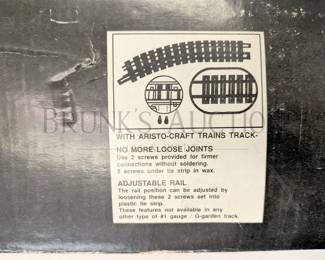 BRUNK'S AUCTION
WITH ARISTO-CRAFT TRAINS TRACK-
NO MORE LOOSE JOINTS
Use 2 screws provided for firmer
connections without soldering.
2 screws under tie strip in wax.
ADJUSTABLE RAIL
The rail position can be adjusted by
loosening these 2 screws set into
plastic tie strip.
These features not available in any
other type of #1 gauge / G-garden track.